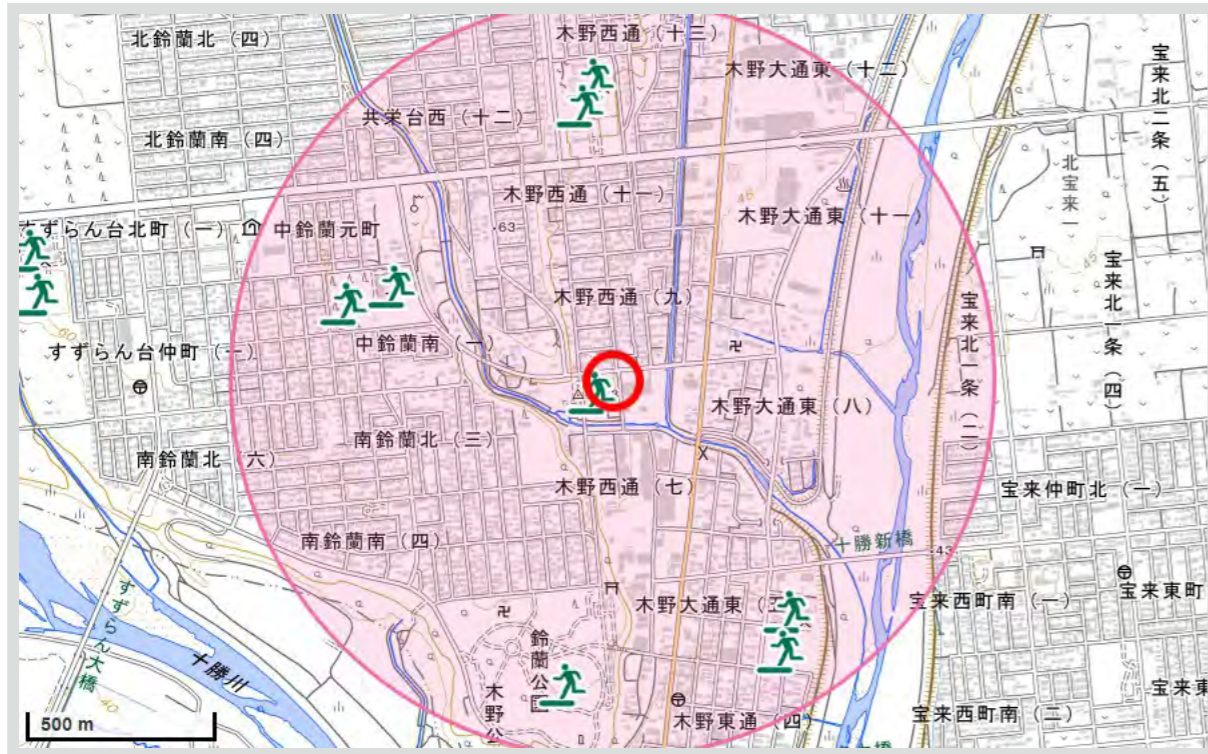 北鈴蘭北（四）
木野西通（十三）
木野大通東（十二）
宝来北二条（五）
共栄台西（十二）
北鈴蘭南（四）
北宝来一
木野西通（十一）
すずらん台北町（一）
中鈴蘭元町
・63
45
木野大通東（十一）
45
木野西通（九）
宝来北一条（二）
宝来北一条（四）
60
すずらん台仲町（一）
中鈴蘭南（一）
木野大通東（八）
南鈴蘭北（三）
南鈴蘭北（六）
木野西通（七）
宝来仲町北（一）
南鈴蘭南（四）
十勝新橋
・43
すずらん大橋
木野大通東
宝来西町南（一）
宝来東町
鈴蘭公
十勝川
木野公
40
木野東通（四）
宝来西町南（二）
宝来東
500 m